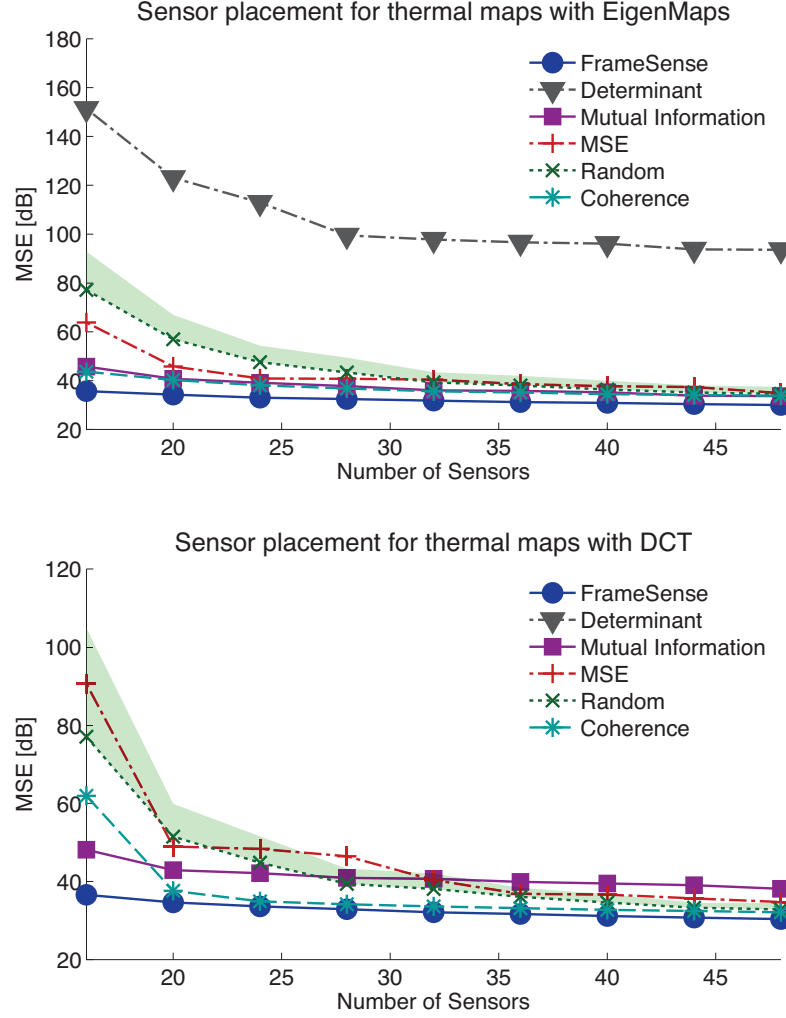 Sensor placement for thermal maps with EigenMaps
180
160
140
120
100
80
60
40
20
MSE [dB]
FrameSense
Determinant
Mutual Information
MSE
Random
Coherence
20 25 30 35 40 45
Number of Sensors
Sensor placement for thermal maps with DCT
120
100
80
60
40
20
MSE [dB]
FrameSense
Determinant
Mutual Information
MSE
Random
Coherence
20 25 30 35 40 45
Number of Sensors